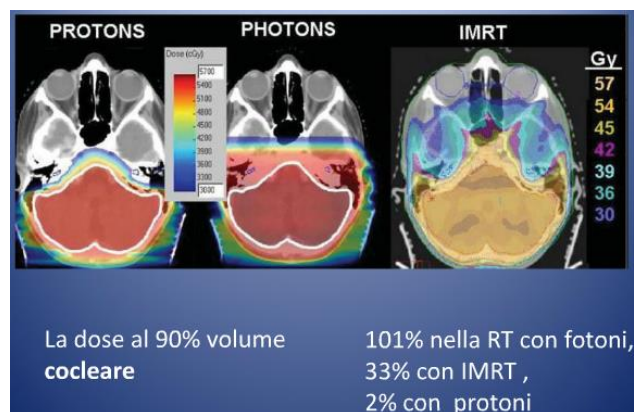 PROTONS
PHOTONS
IMRT
Dose (cGy)
5700
5400
5100
4800
4500
4200
3900
3600
3300
3000
Gy
57
54
45
42
39
36
30
La dose al 90% volume
cocleare
101% nella RT con fotoni,
33% con IMRT ,
2% con protoni